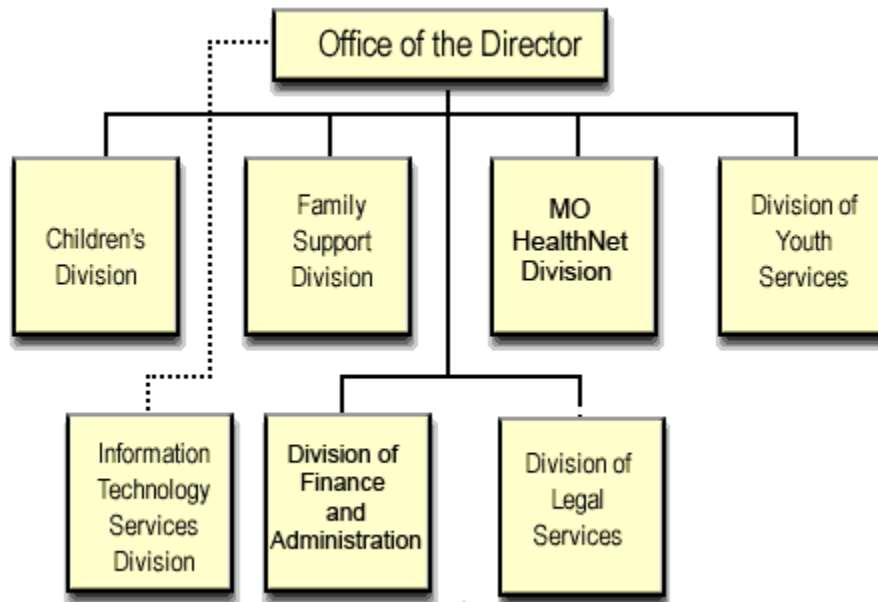 Office of the Director
Children's
Division
Family
Support
Division
MO
HealthNet
Division
Division of
Youth
Services
Information
Technology
Services
Division
Division of
Finance
and
Administration
Division of
Legal
Services